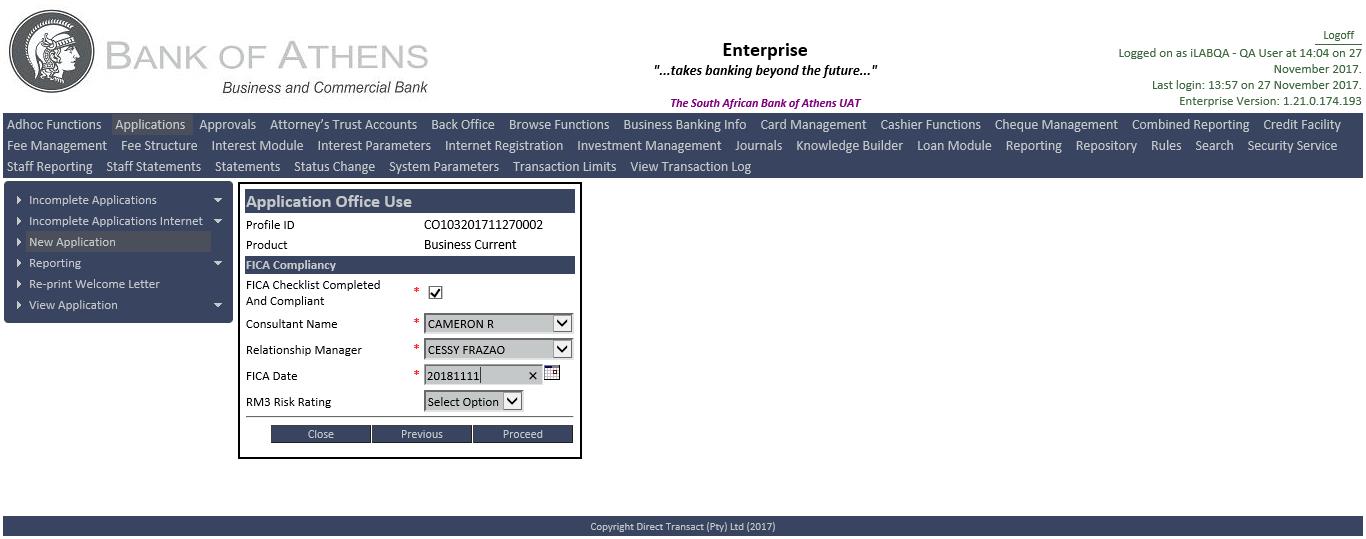 BANK OF ATHENS
Business and Commercial Bank
Enterprise
"...takes banking beyond the future..."
The South African Bank of Athens UAT
Logoff
Logged on as iLABQA - QA User at 14:04 on 27
November 2017.
Last login: 13:57 on 27 November 2017.
Enterprise Version: 1.21.0.174.193
Adhoc Functions Applications Approvals Attorney's Trust Accounts Back Office Browse Functions Business Banking Info Card Management Cashier Functions Cheque Management Combined Reporting Credit Facility
Fee Management Fee Structure Interest Module Interest Parameters Internet Registration Investment Management Journals Knowledge Builder Loan Module Reporting Repository Rules Search Security Service
Staff Reporting Staff Statements Statements Status Change System Parameters Transaction Limits View Transaction Log
Incomplete Applications
Incomplete Applications Internet
New Application
Reporting
Re-print Welcome Letter
View Application
Application Office Use
Profile ID CO103201711270002
Product Business Current
FICA Compliancy
FICA Checklist Completed
And Compliant *
Consultant Name * CAMERON R
Relationship Manager * CESSY FRAZAO
FICA Date * 20181111
RM3 Risk Rating Select Option
Close Previous Proceed
Copyright Direct Transact (Pty) Ltd (2017)